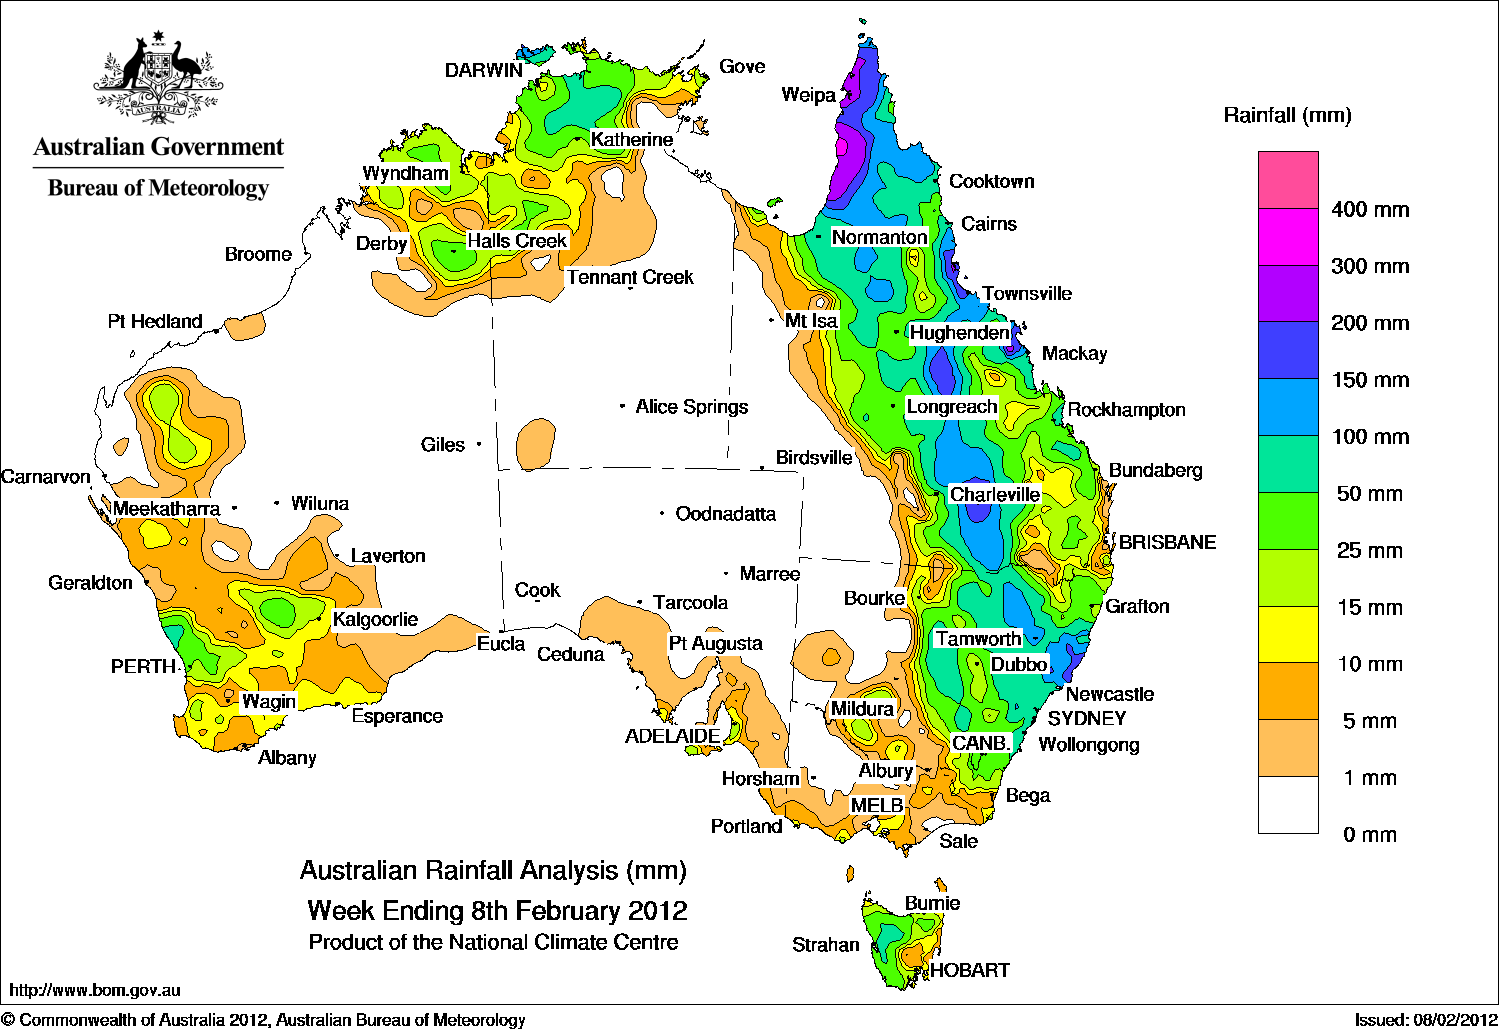 AUSTRALIA
Australian Government
Bureau of Meteorology
DARWIN
Gove
Weipa
Katherine
Wyndham
Cooktown
Cairns
Derby
Halls Creek
Normanton
Broome
Tennant Creek
Townsville
Pt Hedland
Mt Isa
Hughenden
Mackay
Alice Springs
Longreach
Rockhampton
Giles
Birdsville
Bundaberg
Carnarvon
Meekatharra
Wiluna
Oodnadatta
Charleville
BRISBANE
Laverton
Geraldton
Marree
Cook
Tarcoola
Bourke
Grafton
Kalgoorlie
Eucla
Ceduna
Pt Augusta
Tamworth
Dubbo
PERTH
Wagin
Newcastle
Esperance
Mildura
SYDNEY
ADELAIDE
CANB.
Wollongong
Albany
Horsham
Albury
Bega
MELB
Portland
Sale
Burnie
Strahan
HOBART
Rainfall (mm)
400 mm
300 mm
200 mm
150 mm
100 mm
50 mm
25 mm
15 mm
10 mm
5 mm
1 mm
0 mm
Australian Rainfall Analysis (mm)
Week Ending 8th February 2012
Product of the National Climate Centre
http://www.bom.gov.au
© Commonwealth of Australia 2012, Australian Bureau of Meteorology
Issued: 08/02/2012